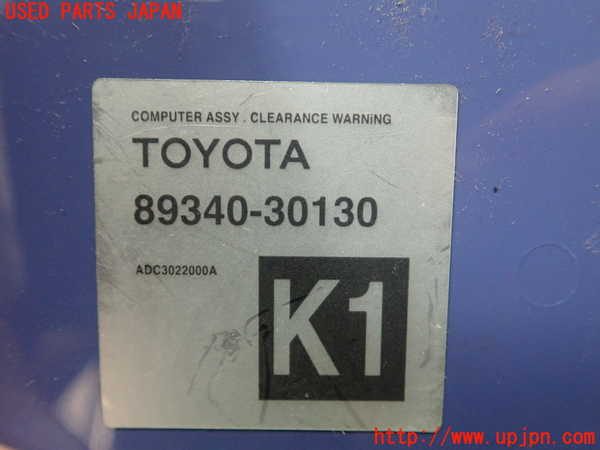 USED PARTS JAPAN
COMPUTER ASSY . CLEARANCE WARNiNG
TOYOTA
89340-30130
ADC3022000A
K1
http://www.upjpn.com/